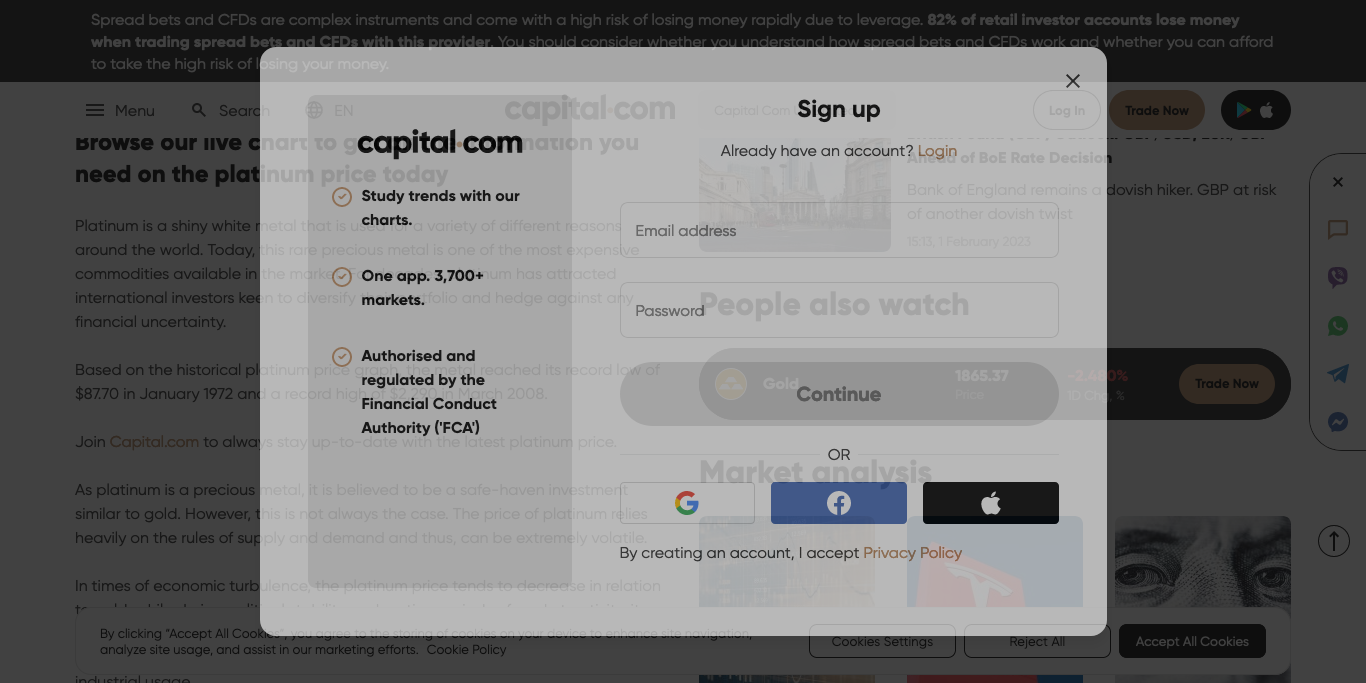 Spread bets and CFDs are complex instruments and come with a high risk of losing money rapidly due to leverage. 82% of retail investor accounts lose money
when trading spread bets and CFDs with this provider. You should consider whether you understand how spread bets and CFDs work and whether you can afford
to take the high risk of losing your money.
Menu
Search
EN
capital.com
Capital Com
Log In
Trade Now
Browse our live chart to
need on the platinum price today
Platinum is a shiny white metal that is used for a variety of different reasons
around the world. Today, this rare precious metal is one of the most expensive
commodities available in the market.
has attracted
international investors keen to diversify their portfolio and hedge against any
financial uncertainty.
Based on the historical platinum price graph, the metal reached its record low of
$87.70 in January 1972 and a record high of $2,290 in March 2008.
Join Capital.com to always stay up-to-date with the latest platinum price.
As platinum is a precious metal, it is believed to be a safe-haven investment
similar to gold. However, this is not always the case. The price of platinum relies
heavily on the rules of supply and demand and thus, can be extremely volatile.
In times of economic turbulence, the platinum price tends to decrease in relation
industrial usage.
capital.com
Study trends with our
charts.
One app. 3,700+
markets.
Authorised and
regulated by the
Financial Conduct
Authority ('FCA')
Sign up
Already have an account? Login
Email address
Password
Continue
OR
By creating an account, I accept Privacy Policy
Ahead of BoE Rate Decision
Bank of England remains a dovish hiker. GBP at risk
of another dovish twist
15:13, 1 February 2023
People also watch
Gold
1865.37
Price
-2.480%
1D Chg, %
Trade Now
Market analysis
By clicking “Accept All Cookies”, you agree to the storing of cookies on your device to enhance site navigation,
analyze site usage, and assist in our marketing efforts. Cookie Policy
Cookies Settings
Reject All
Accept All Cookies